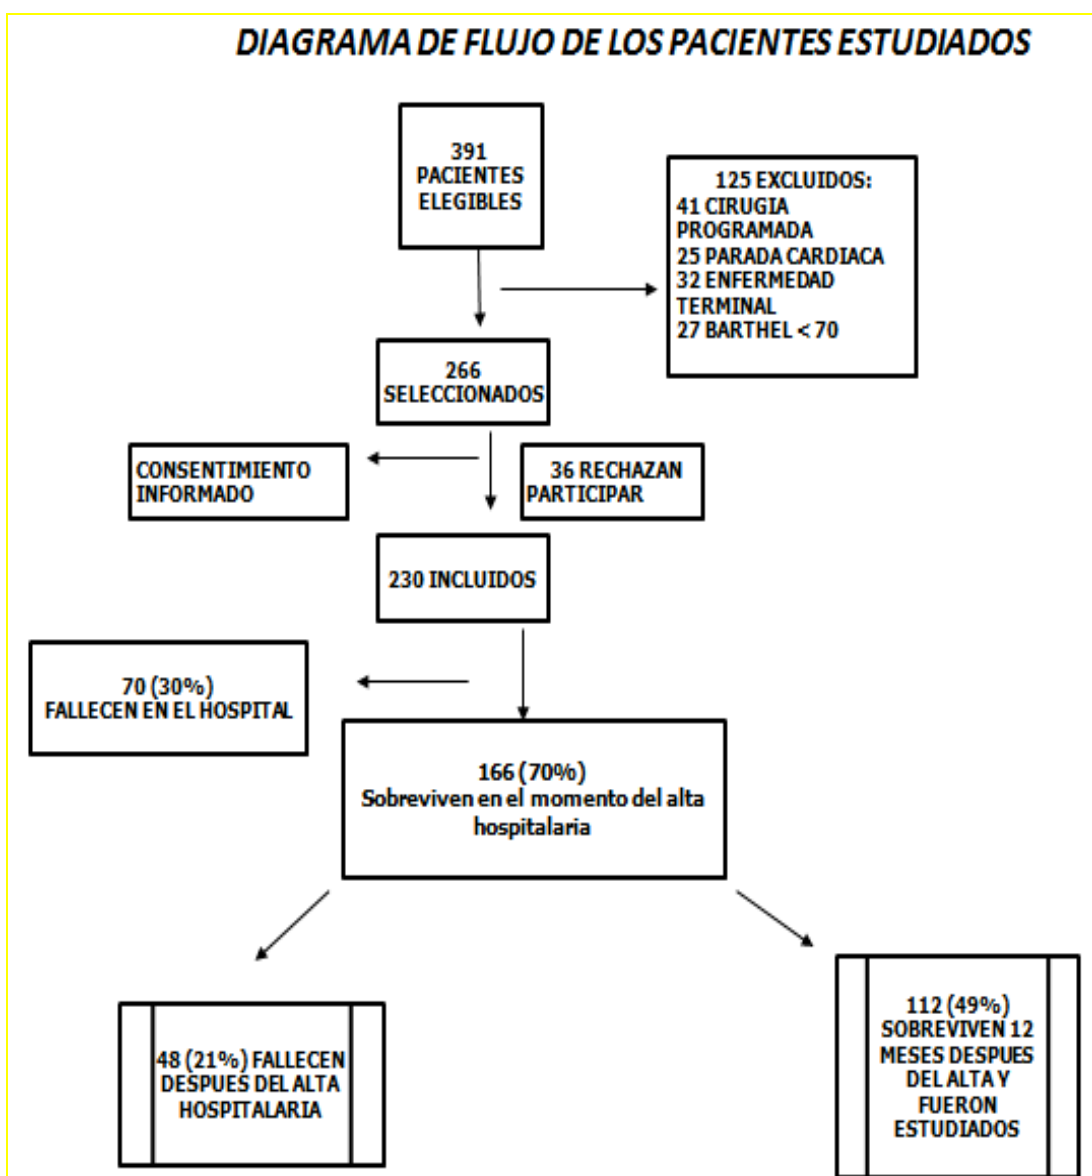 DIAGRAMA DE FLUJO DE LOS PACIENTES ESTUDIADOS
391
PACIENTES
ELEGIBLES
125 EXCLUIDOS:
41 CIRUGIA
PROGRAMADA
25 PARADA CARDIACA
32 ENFERMEDAD
TERMINAL
27 BARTHEL < 70
266
SELECCIONADOS
CONSENTIMIENTO
INFORMADO
36 RECHAZAN
PARTICIPAR
230 INCLUIDOS
70 (30%)
FALLECEN EN EL HOSPITAL
166 (70%)
Sobreviven en el momento del alta
hospitalaria
48 (21%) FALLECEN
DESPUES DEL ALTA
HOSPITALARIA
112 (49%)
SOBREVIVEN 12
MESES DESPUES
DEL ALTA Y
FUERON
ESTUDIADOS